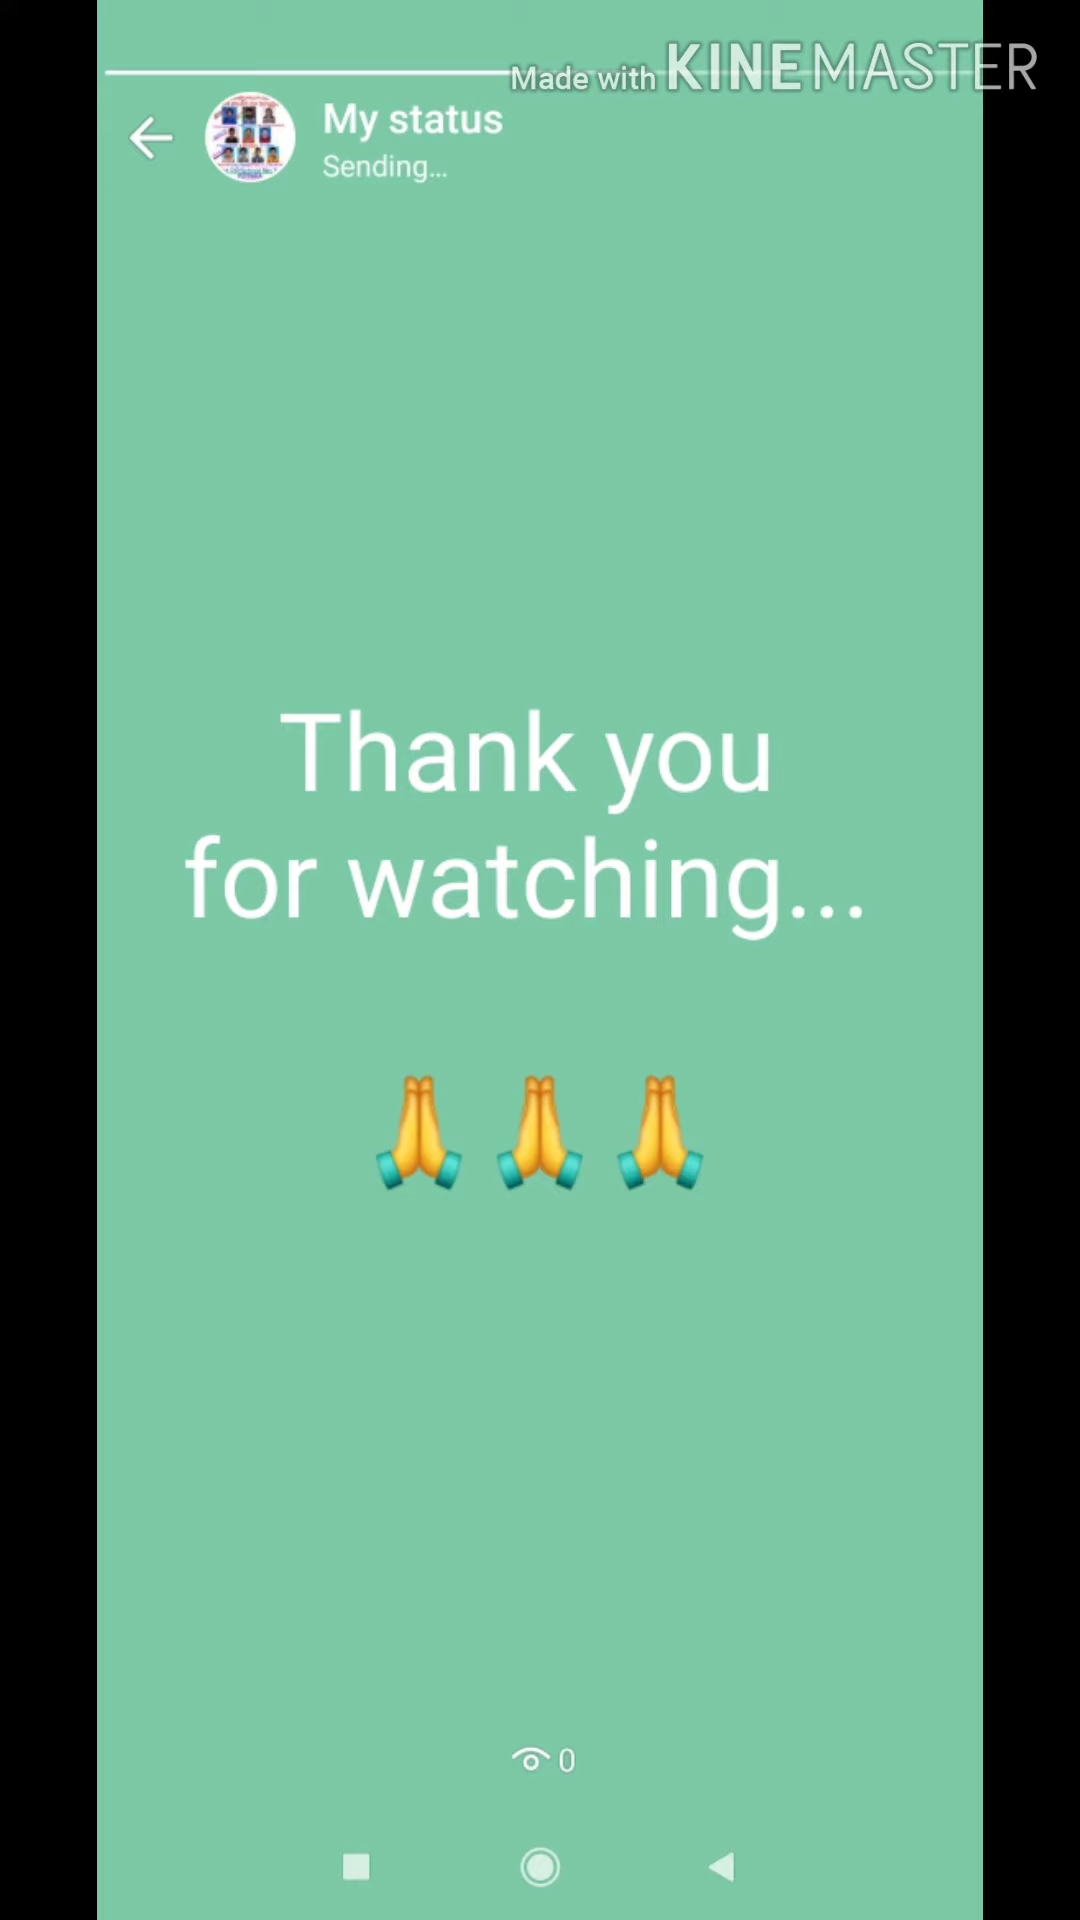 Made with KINEMASTER
My status
Sending...
Thank you
for watching...
🙏🙏🙏
0